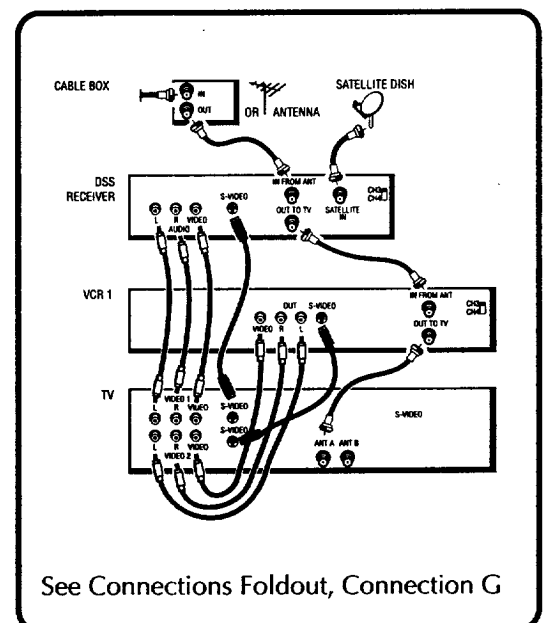 CABLE BOX
IN
OUT
OR
ANTENNA
SATELLITE DISH
DSS
RECEIVER
L R VIDEO
AUDIO
S-VIDEO
IN FROM ANT
OUT TO TV
SATELLITE
IN
CH3
CH4
VCR 1
OUT
VIDEO R L
S-VIDEO
IN FROM ANT
OUT TO TV
CH3
CH4
TV
VIDEO 1
L R VIDEO
S-VIDEO
S-VIDEO
L R VIDEO
VIDEO 2
ANT A ANT B
S-VIDEO
See Connections Foldout, Connection G